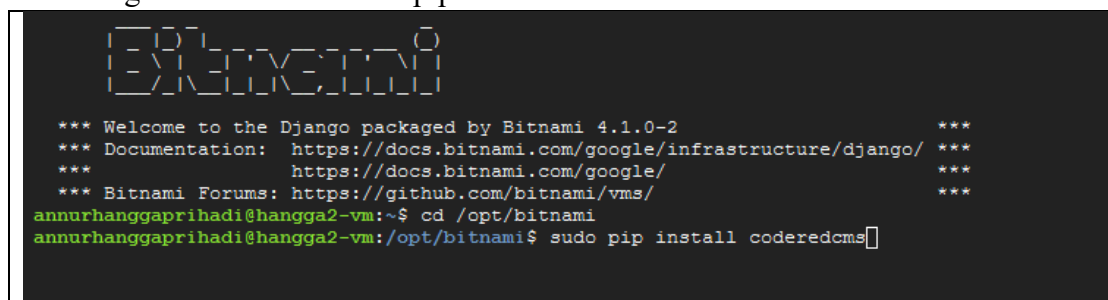 Bitnami
*** Welcome to the Django packaged by Bitnami 4.1.0-2 ***
*** Documentation: https://docs.bitnami.com/google/infrastructure/django/ ***
*** https://docs.bitnami.com/google/ ***
*** Bitnami Forums: https://github.com/bitnami/vms/ ***
annurhanggaprihadi@hangga2-vm:~$ cd /opt/bitnami
annurhanggaprihadi@hangga2-vm:/opt/bitnami$ sudo pip install coderedcms